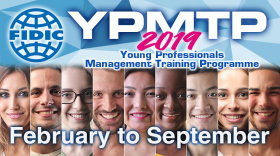 FIDIC
YPMTP
2019
Young Professionals
Management Training Programme
February to September